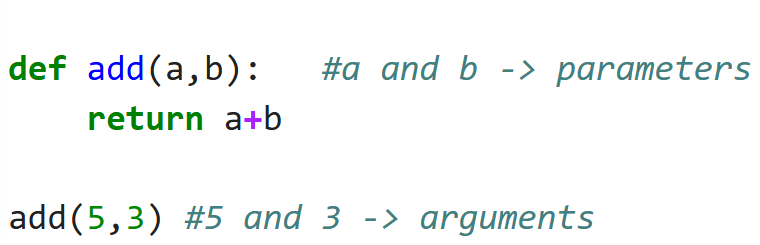 def add(a,b):   #a and b -> parameters
    return a+b
add(5,3) #5 and 3 -> arguments